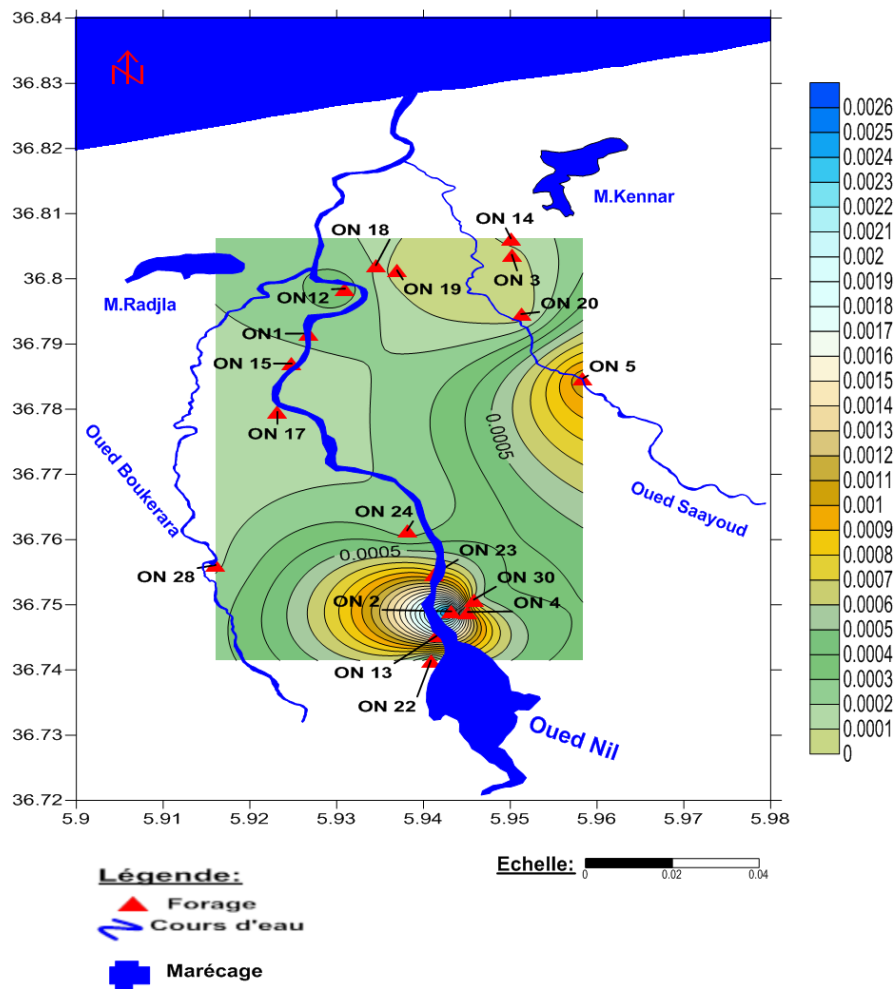 36.84
36.83
36.82
36.81
36.8
36.79
36.78
36.77
36.76
36.75
36.74
36.73
36.72
5.9 5.91 5.92 5.93 5.94 5.95 5.96 5.97 5.98
N
M.Kennar
M.Radjla
ON 14
ON 18
ON 3
ON 19
ON12
ON 20
ON1
ON 15
ON 5
ON 17
0.0005
Oued Boukerara
Oued Saayoud
ON 24
0.0005
ON 23
ON 28
ON 30
ON 2
ON 4
ON 13
ON 22
Oued Nil
0.0026
0.0025
0.0024
0.0023
0.0022
0.0021
0.002
0.0019
0.0018
0.0017
0.0016
0.0015
0.0014
0.0013
0.0012
0.0011
0.001
0.0009
0.0008
0.0007
0.0006
0.0005
0.0004
0.0003
0.0002
0.0001
0
Echelle:
0 0.02 0.04
Légende:
Forage
Cours d'eau
Marécage